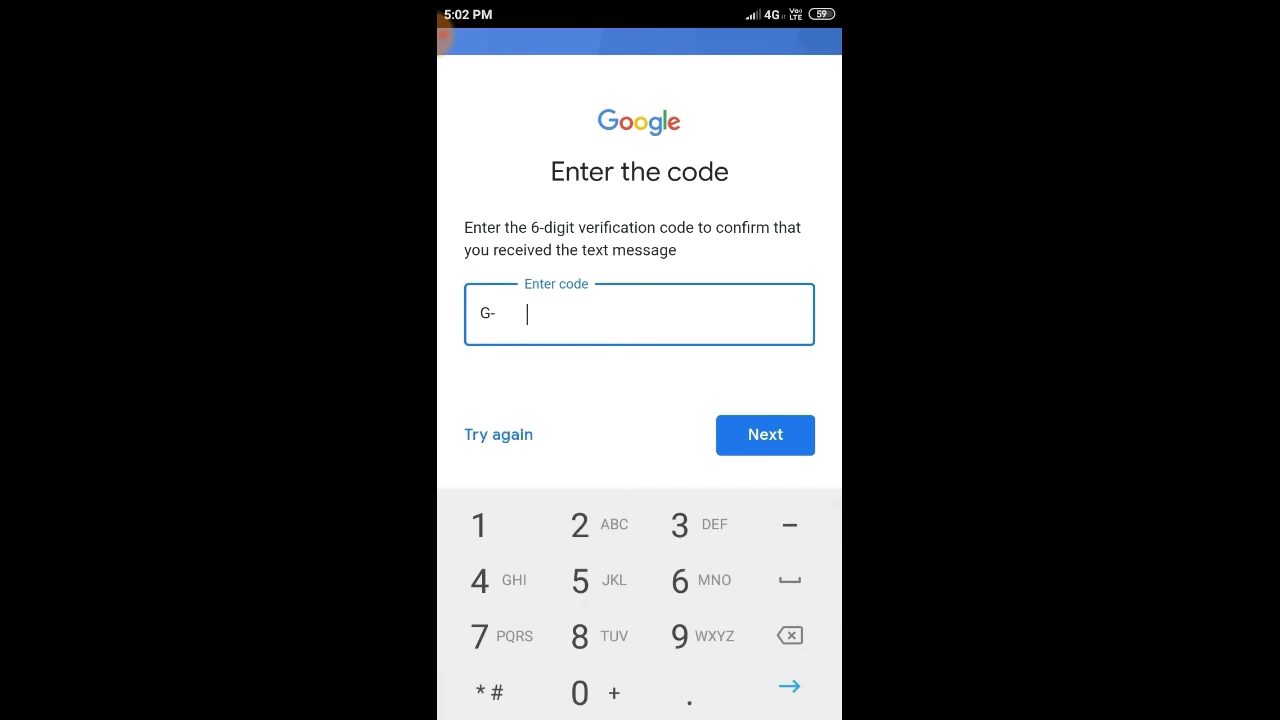 5:02 PM 4G Voo LTE 59
Google
Enter the code
Enter the 6-digit verification code to confirm that
you received the text message
Enter code
G-
Try again Next
1 2 ABC 3 DEF –
4 GHI 5 JKL 6 MNO
7 PQRS 8 TUV 9 WXYZ
* # 0 + .